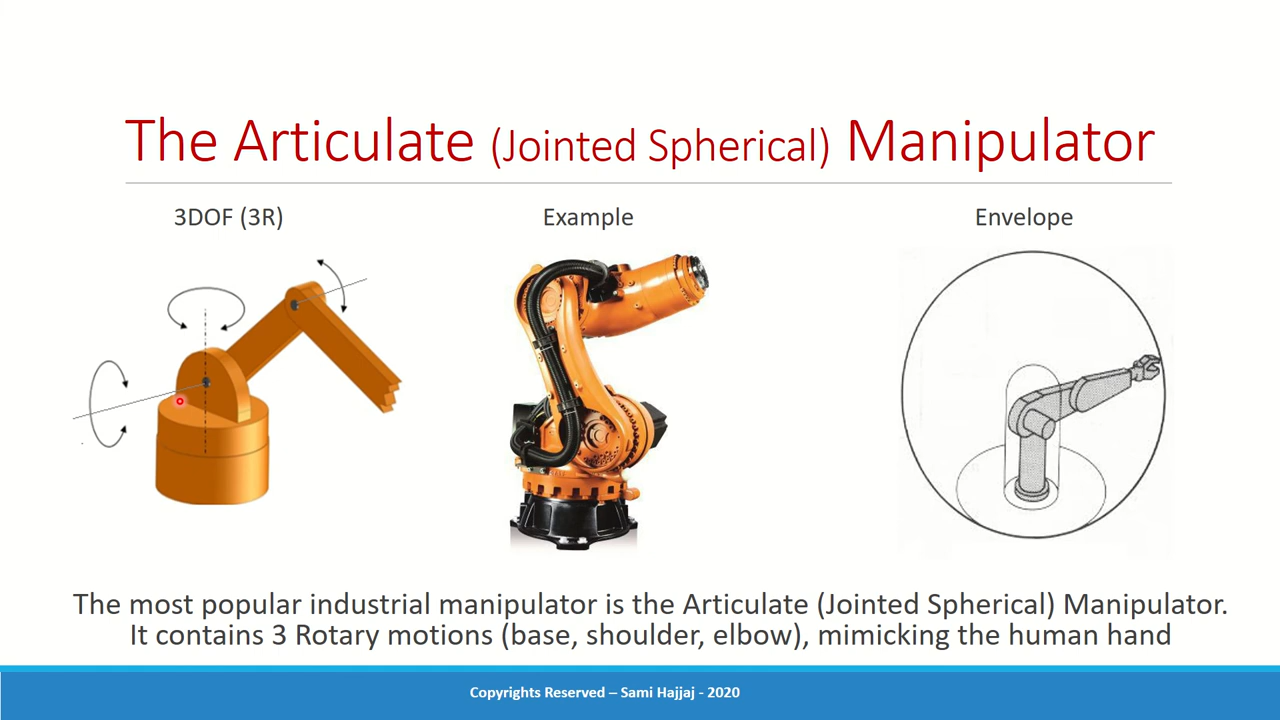 The Articulate (Jointed Spherical) Manipulator
3DOF (3R)
Example
Envelope
The most popular industrial manipulator is the Articulate (Jointed Spherical) Manipulator.
It contains 3 Rotary motions (base, shoulder, elbow), mimicking the human hand
Copyrights Reserved – Sami Hajjaj - 2020